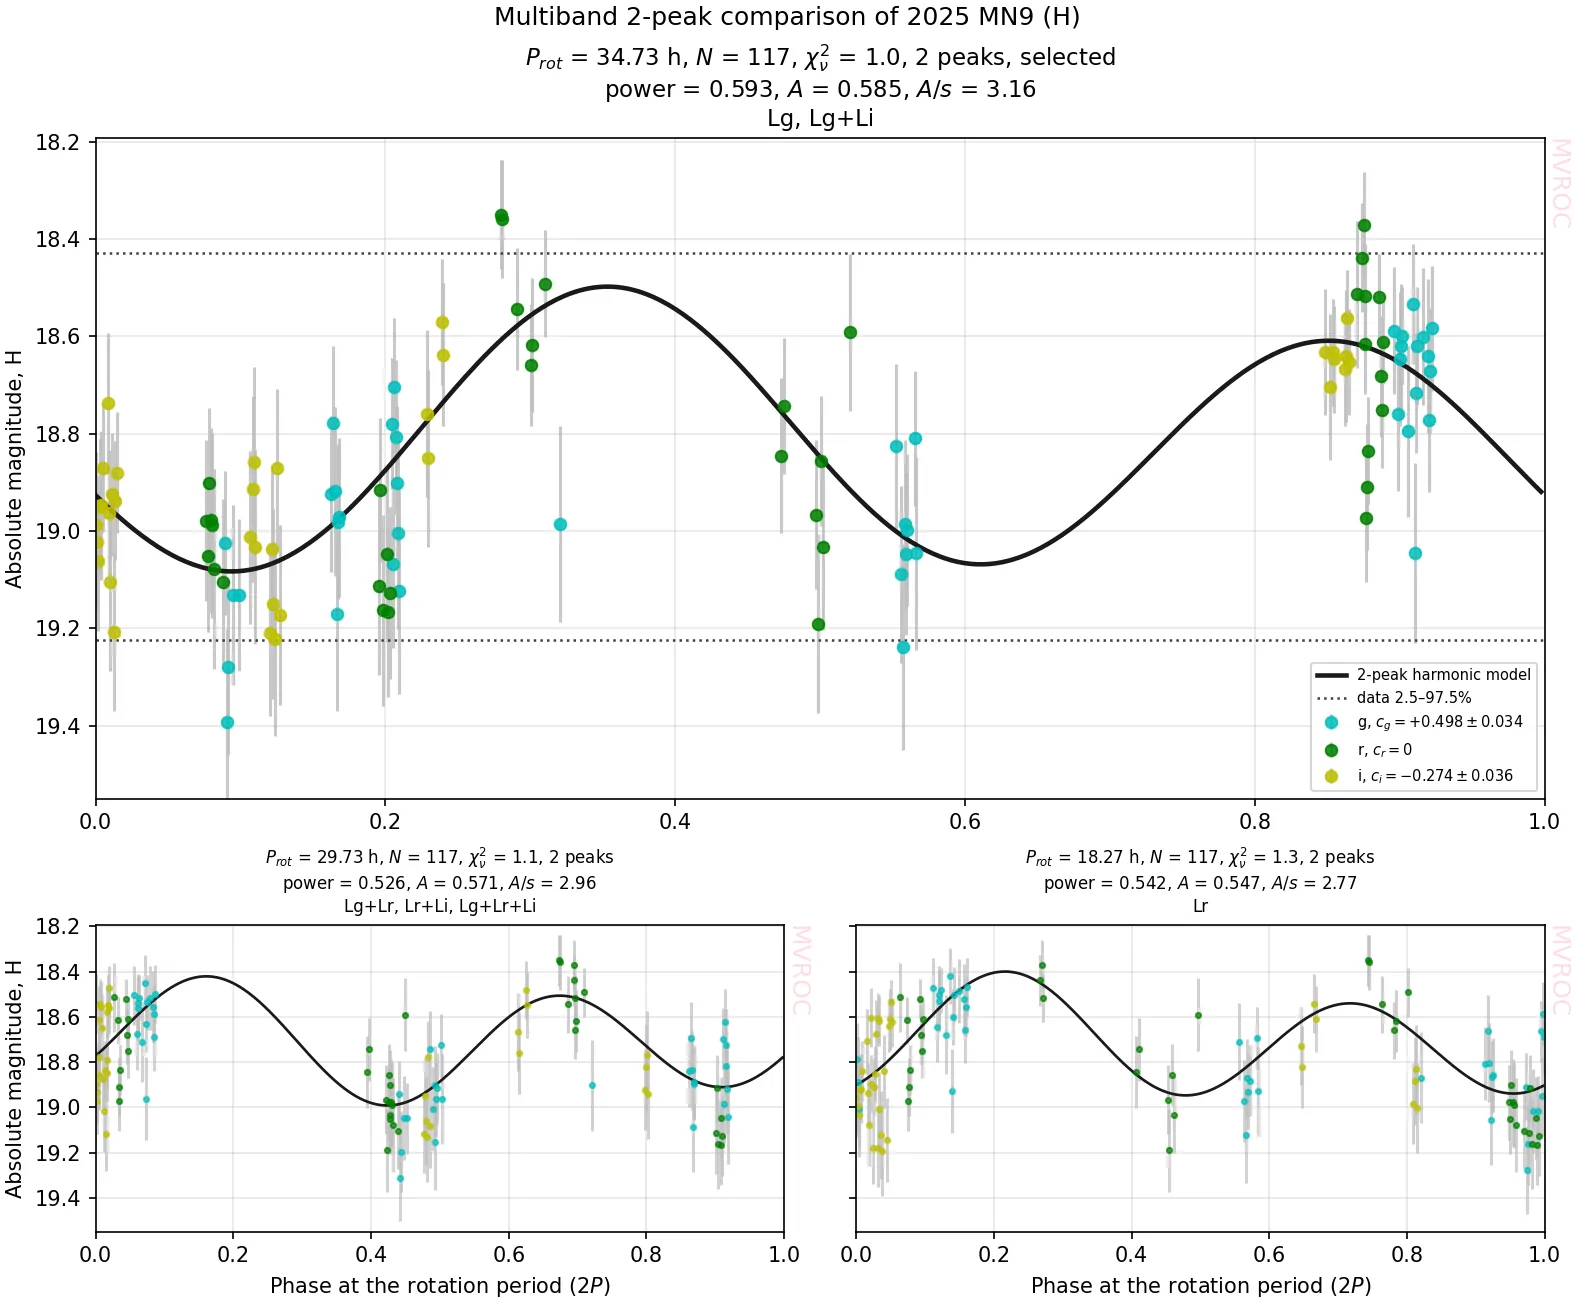 Multiband 2-peak comparison of 2025 MN9 (H)
P_rot = 34.73 h, N = 117, χ²_ν = 1.0, 2 peaks, selected
power = 0.593, A = 0.585, A/s = 3.16
Lg, Lg+Li
18.2
18.4
18.6
18.8
19.0
19.2
19.4
Absolute magnitude, H
MVROC
2-peak harmonic model
data 2.5–97.5%
g, c_g = +0.498 ± 0.034
r, c_r = 0
i, c_i = −0.274 ± 0.036
0.0 0.2 0.4 0.6 0.8 1.0
P_rot = 29.73 h, N = 117, χ²_ν = 1.1, 2 peaks
power = 0.526, A = 0.571, A/s = 2.96
Lg+Lr, Lr+Li, Lg+Lr+Li
18.2
18.4
18.6
18.8
19.0
19.2
19.4
Absolute magnitude, H
MVROC
0.0 0.2 0.4 0.6 0.8 1.0
Phase at the rotation period (2P)
P_rot = 18.27 h, N = 117, χ²_ν = 1.3, 2 peaks
power = 0.542, A = 0.547, A/s = 2.77
Lr
MVROC
0.0 0.2 0.4 0.6 0.8 1.0
Phase at the rotation period (2P)